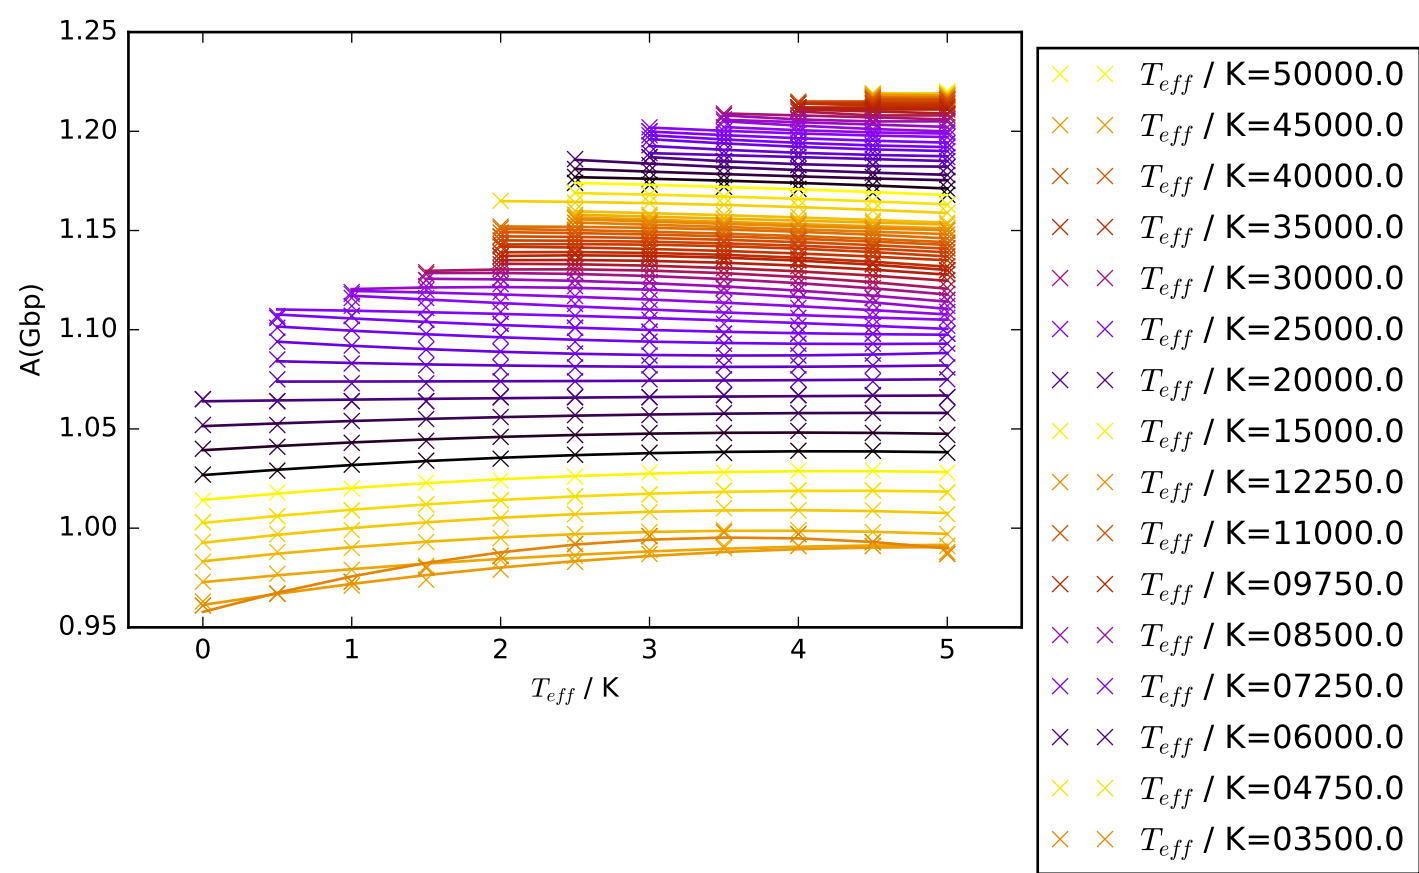 1.25
1.20
1.15
1.10
1.05
1.00
0.95
A(Gbp)
0 1 2 3 4 5
T_eff / K
T_eff / K=50000.0
T_eff / K=45000.0
T_eff / K=40000.0
T_eff / K=35000.0
T_eff / K=30000.0
T_eff / K=25000.0
T_eff / K=20000.0
T_eff / K=15000.0
T_eff / K=12250.0
T_eff / K=11000.0
T_eff / K=09750.0
T_eff / K=08500.0
T_eff / K=07250.0
T_eff / K=06000.0
T_eff / K=04750.0
T_eff / K=03500.0